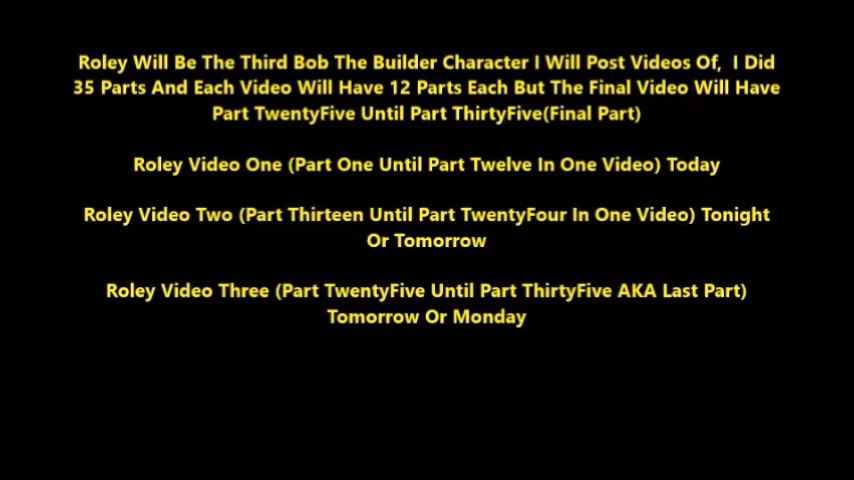 Roley Will Be The Third Bob The Builder Character I Will Post Videos Of,  I Did
35 Parts And Each Video Will Have 12 Parts Each But The Final Video Will Have
Part TwentyFive Until Part ThirtyFive(Final Part)
Roley Video One (Part One Until Part Twelve In One Video) Today
Roley Video Two (Part Thirteen Until Part TwentyFour In One Video) Tonight
Or Tomorrow
Roley Video Three (Part TwentyFive Until Part ThirtyFive AKA Last Part)
Tomorrow Or Monday